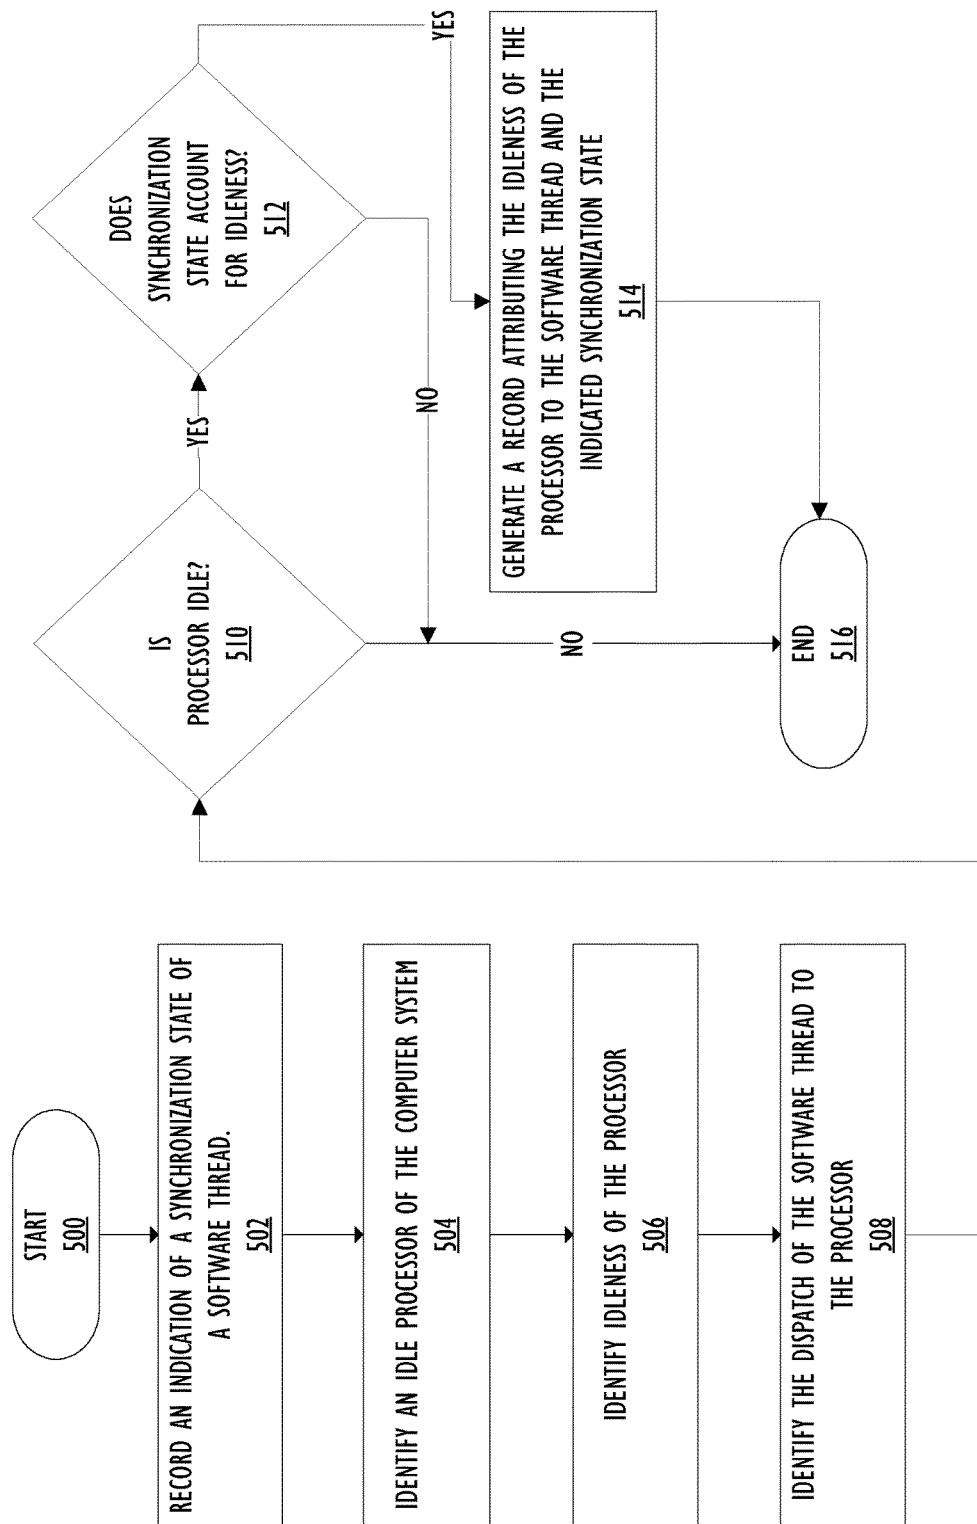 START
500
RECORD AN INDICATION OF A SYNCHRONIZATION STATE OF
A SOFTWARE THREAD.
502
IDENTIFY AN IDLE PROCESSOR OF THE COMPUTER SYSTEM
504
IDENTIFY IDLENESS OF THE PROCESSOR
506
IDENTIFY THE DISPATCH OF THE SOFTWARE THREAD TO
THE PROCESSOR
508
IS
PROCESSOR IDLE?
510
YES
DOES
SYNCHRONIZATION
STATE ACCOUNT
FOR IDLENESS?
512
YES
NO
NO
GENERATE A RECORD ATTRIBUTING THE IDLENESS OF THE
PROCESSOR TO THE SOFTWARE THREAD AND THE
INDICATED SYNCHRONIZATION STATE
514
END
516